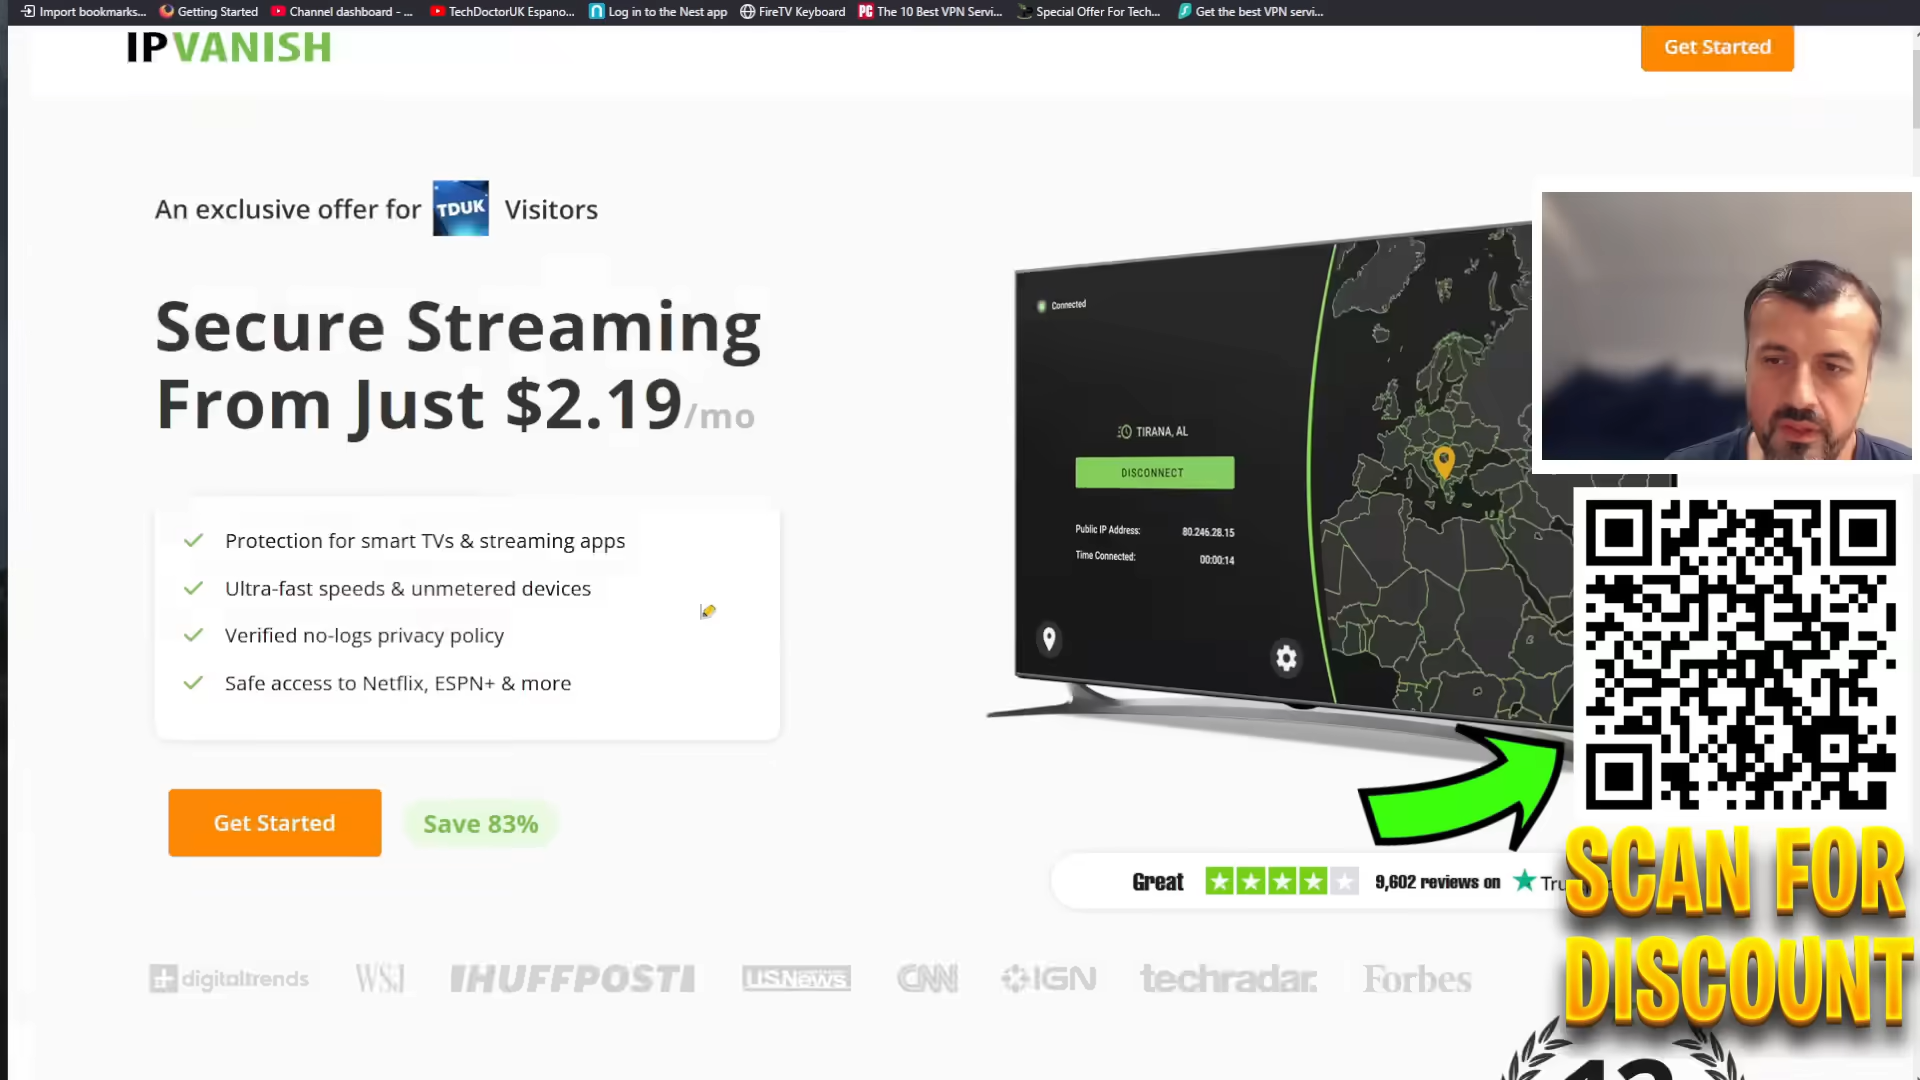 Import bookmarks...
Getting Started
Channel dashboard - ...
TechDoctorUK Espano...
Log in to the Nest app
FireTV Keyboard
PC The 10 Best VPN Servi...
Special Offer For Tech...
Get the best VPN servi...
IPVANISH
Get Started
An exclusive offer for TDUK Visitors
Secure Streaming
From Just $2.19/mo
Protection for smart TVs & streaming apps
Ultra-fast speeds & unmetered devices
Verified no-logs privacy policy
Safe access to Netflix, ESPN+ & more
Get Started
Save 83%
Connected
TIRANA, AL
DISCONNECT
Public IP Address: 80.246.28.15
Time Connected: 00:00:14
Great 9,602 reviews on
SCAN FOR
DISCOUNT
digitaltrends WSJ IHUFFPOSTI U.S.News CNN IGN techradar. Forbes